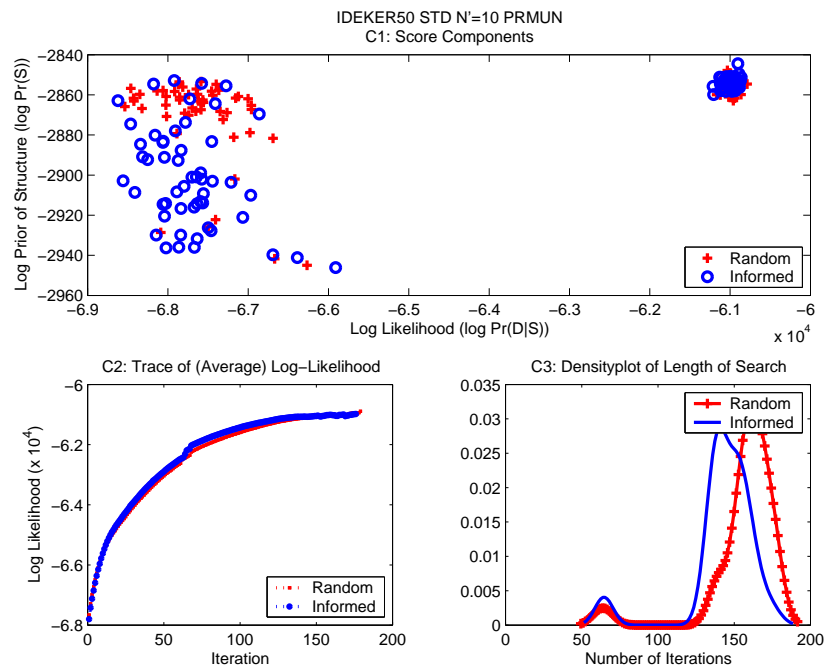 IDEKER50 STD N'=10 PRMUN
C1: Score Components
Log Prior of Structure (log Pr(S))
−2840
−2860
−2880
−2900
−2920
−2940
−2960
−6.9
−6.8
−6.7
−6.6
−6.5
−6.4
−6.3
−6.2
−6.1
−6
Log Likelihood (log Pr(D|S))
x 10⁴
Random
Informed
C2: Trace of (Average) Log−Likelihood
Log Likelihood (x 10⁴)
−6
−6.2
−6.4
−6.6
−6.8
0
50
100
150
200
Iteration
Random
Informed
C3: Densityplot of Length of Search
0.035
0.03
0.025
0.02
0.015
0.01
0.005
0
0
50
100
150
200
Number of Iterations
Random
Informed